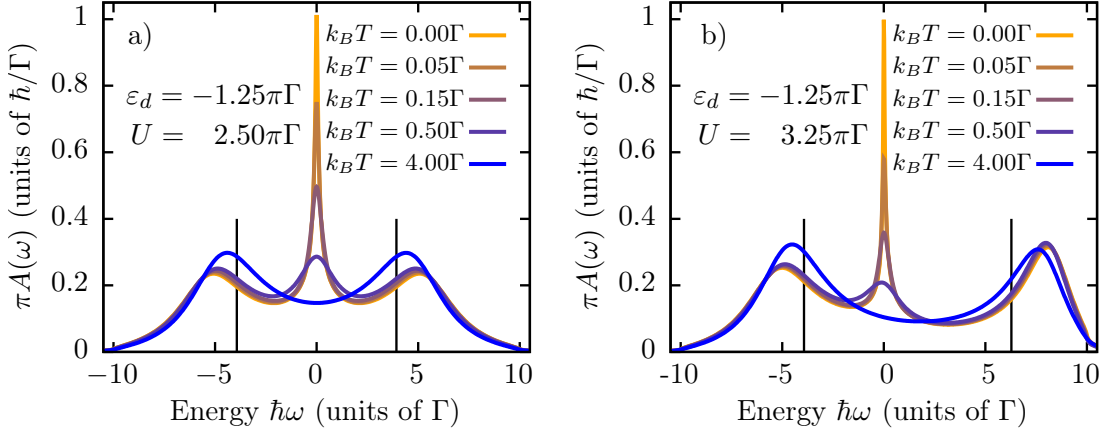 a)
πA(ω) (units of ħ/Γ)
1
0.8
0.6
0.4
0.2
0
k_BT = 0.00Γ
k_BT = 0.05Γ
k_BT = 0.15Γ
k_BT = 0.50Γ
k_BT = 4.00Γ
ε_d = −1.25πΓ
U = 2.50πΓ
−10 −5 0 5 10
Energy ħω (units of Γ)
b)
πA(ω) (units of ħ/Γ)
1
0.8
0.6
0.4
0.2
0
k_BT = 0.00Γ
k_BT = 0.05Γ
k_BT = 0.15Γ
k_BT = 0.50Γ
k_BT = 4.00Γ
ε_d = −1.25πΓ
U = 3.25πΓ
-10 -5 0 5 10
Energy ħω (units of Γ)